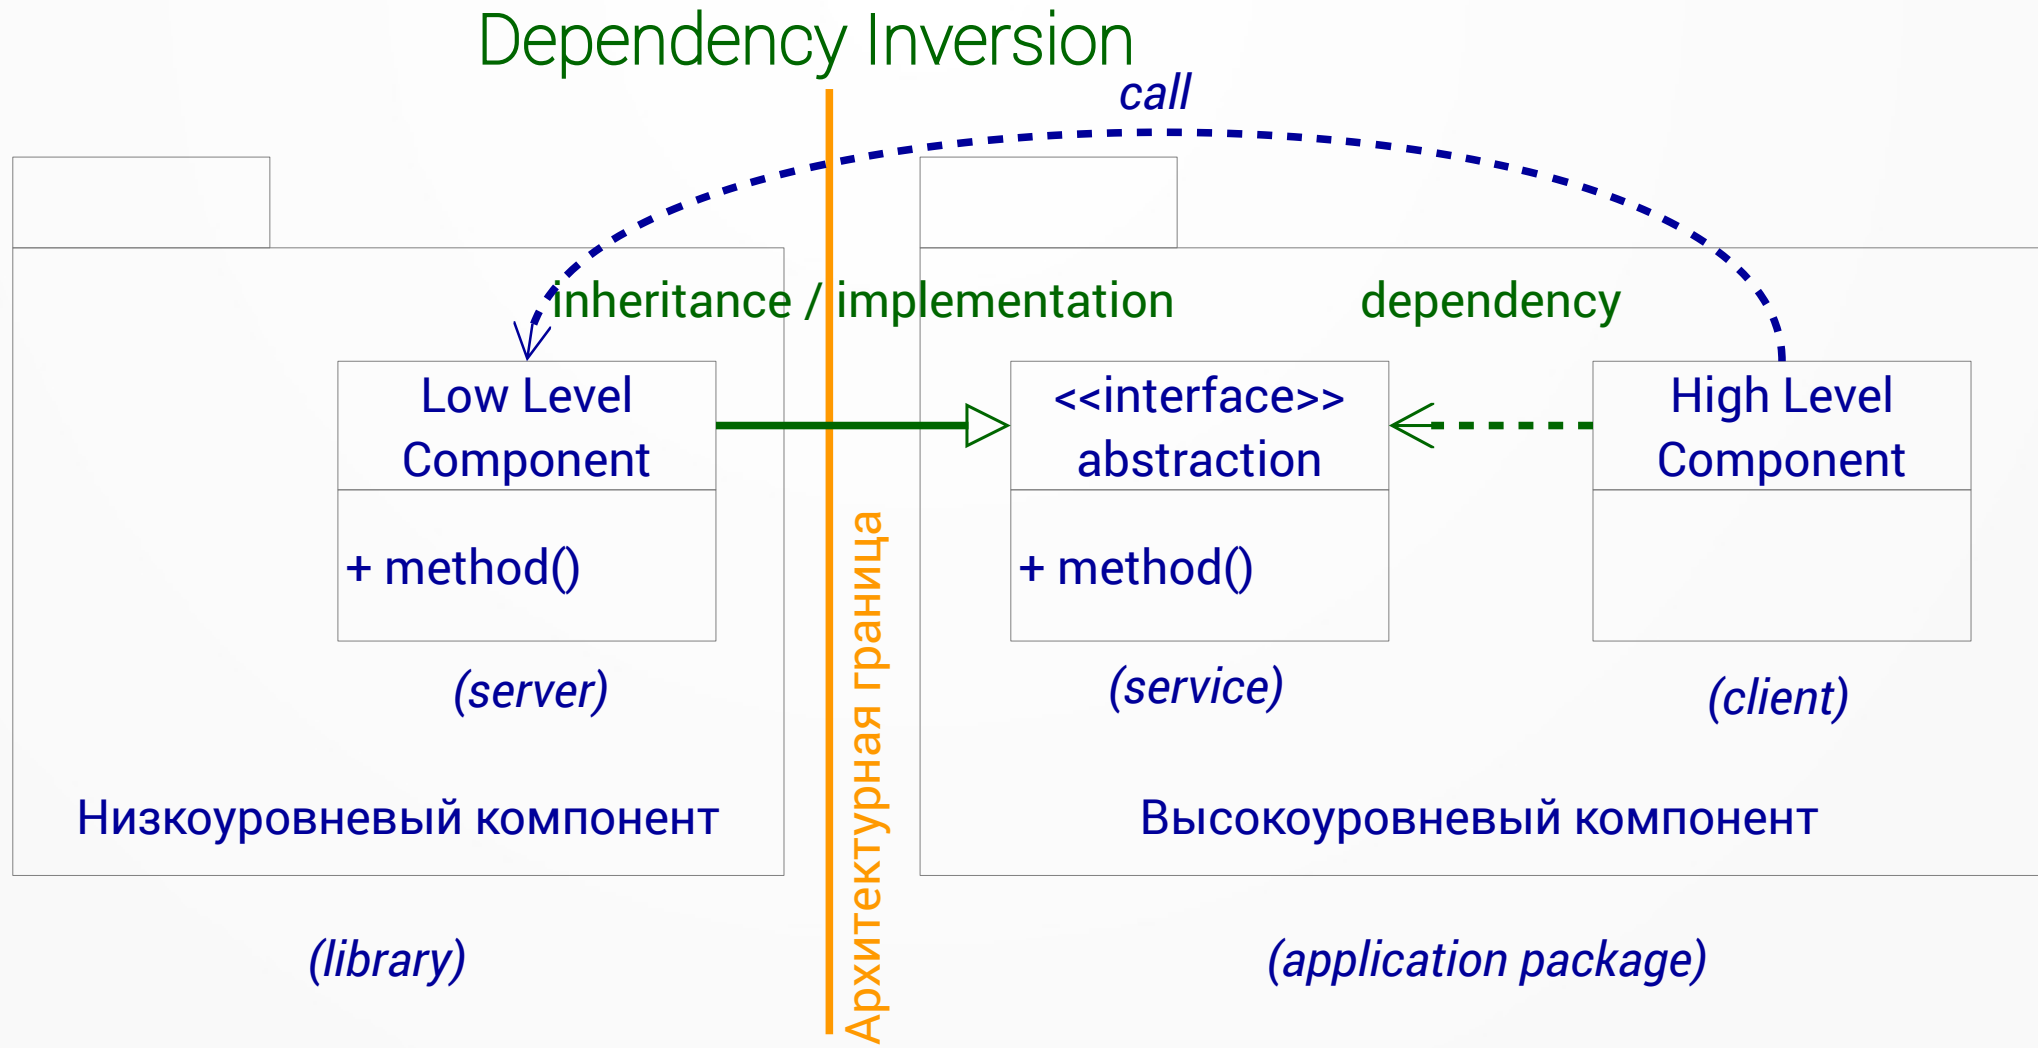 Dependency Inversion
call
inheritance / implementation
dependency
Low Level
Component
+ method()
(server)
<<interface>>
abstraction
+ method()
(service)
High Level
Component
(client)
Архитектурная граница
Низкоуровневый компонент
Высокоуровневый компонент
(library)
(application package)